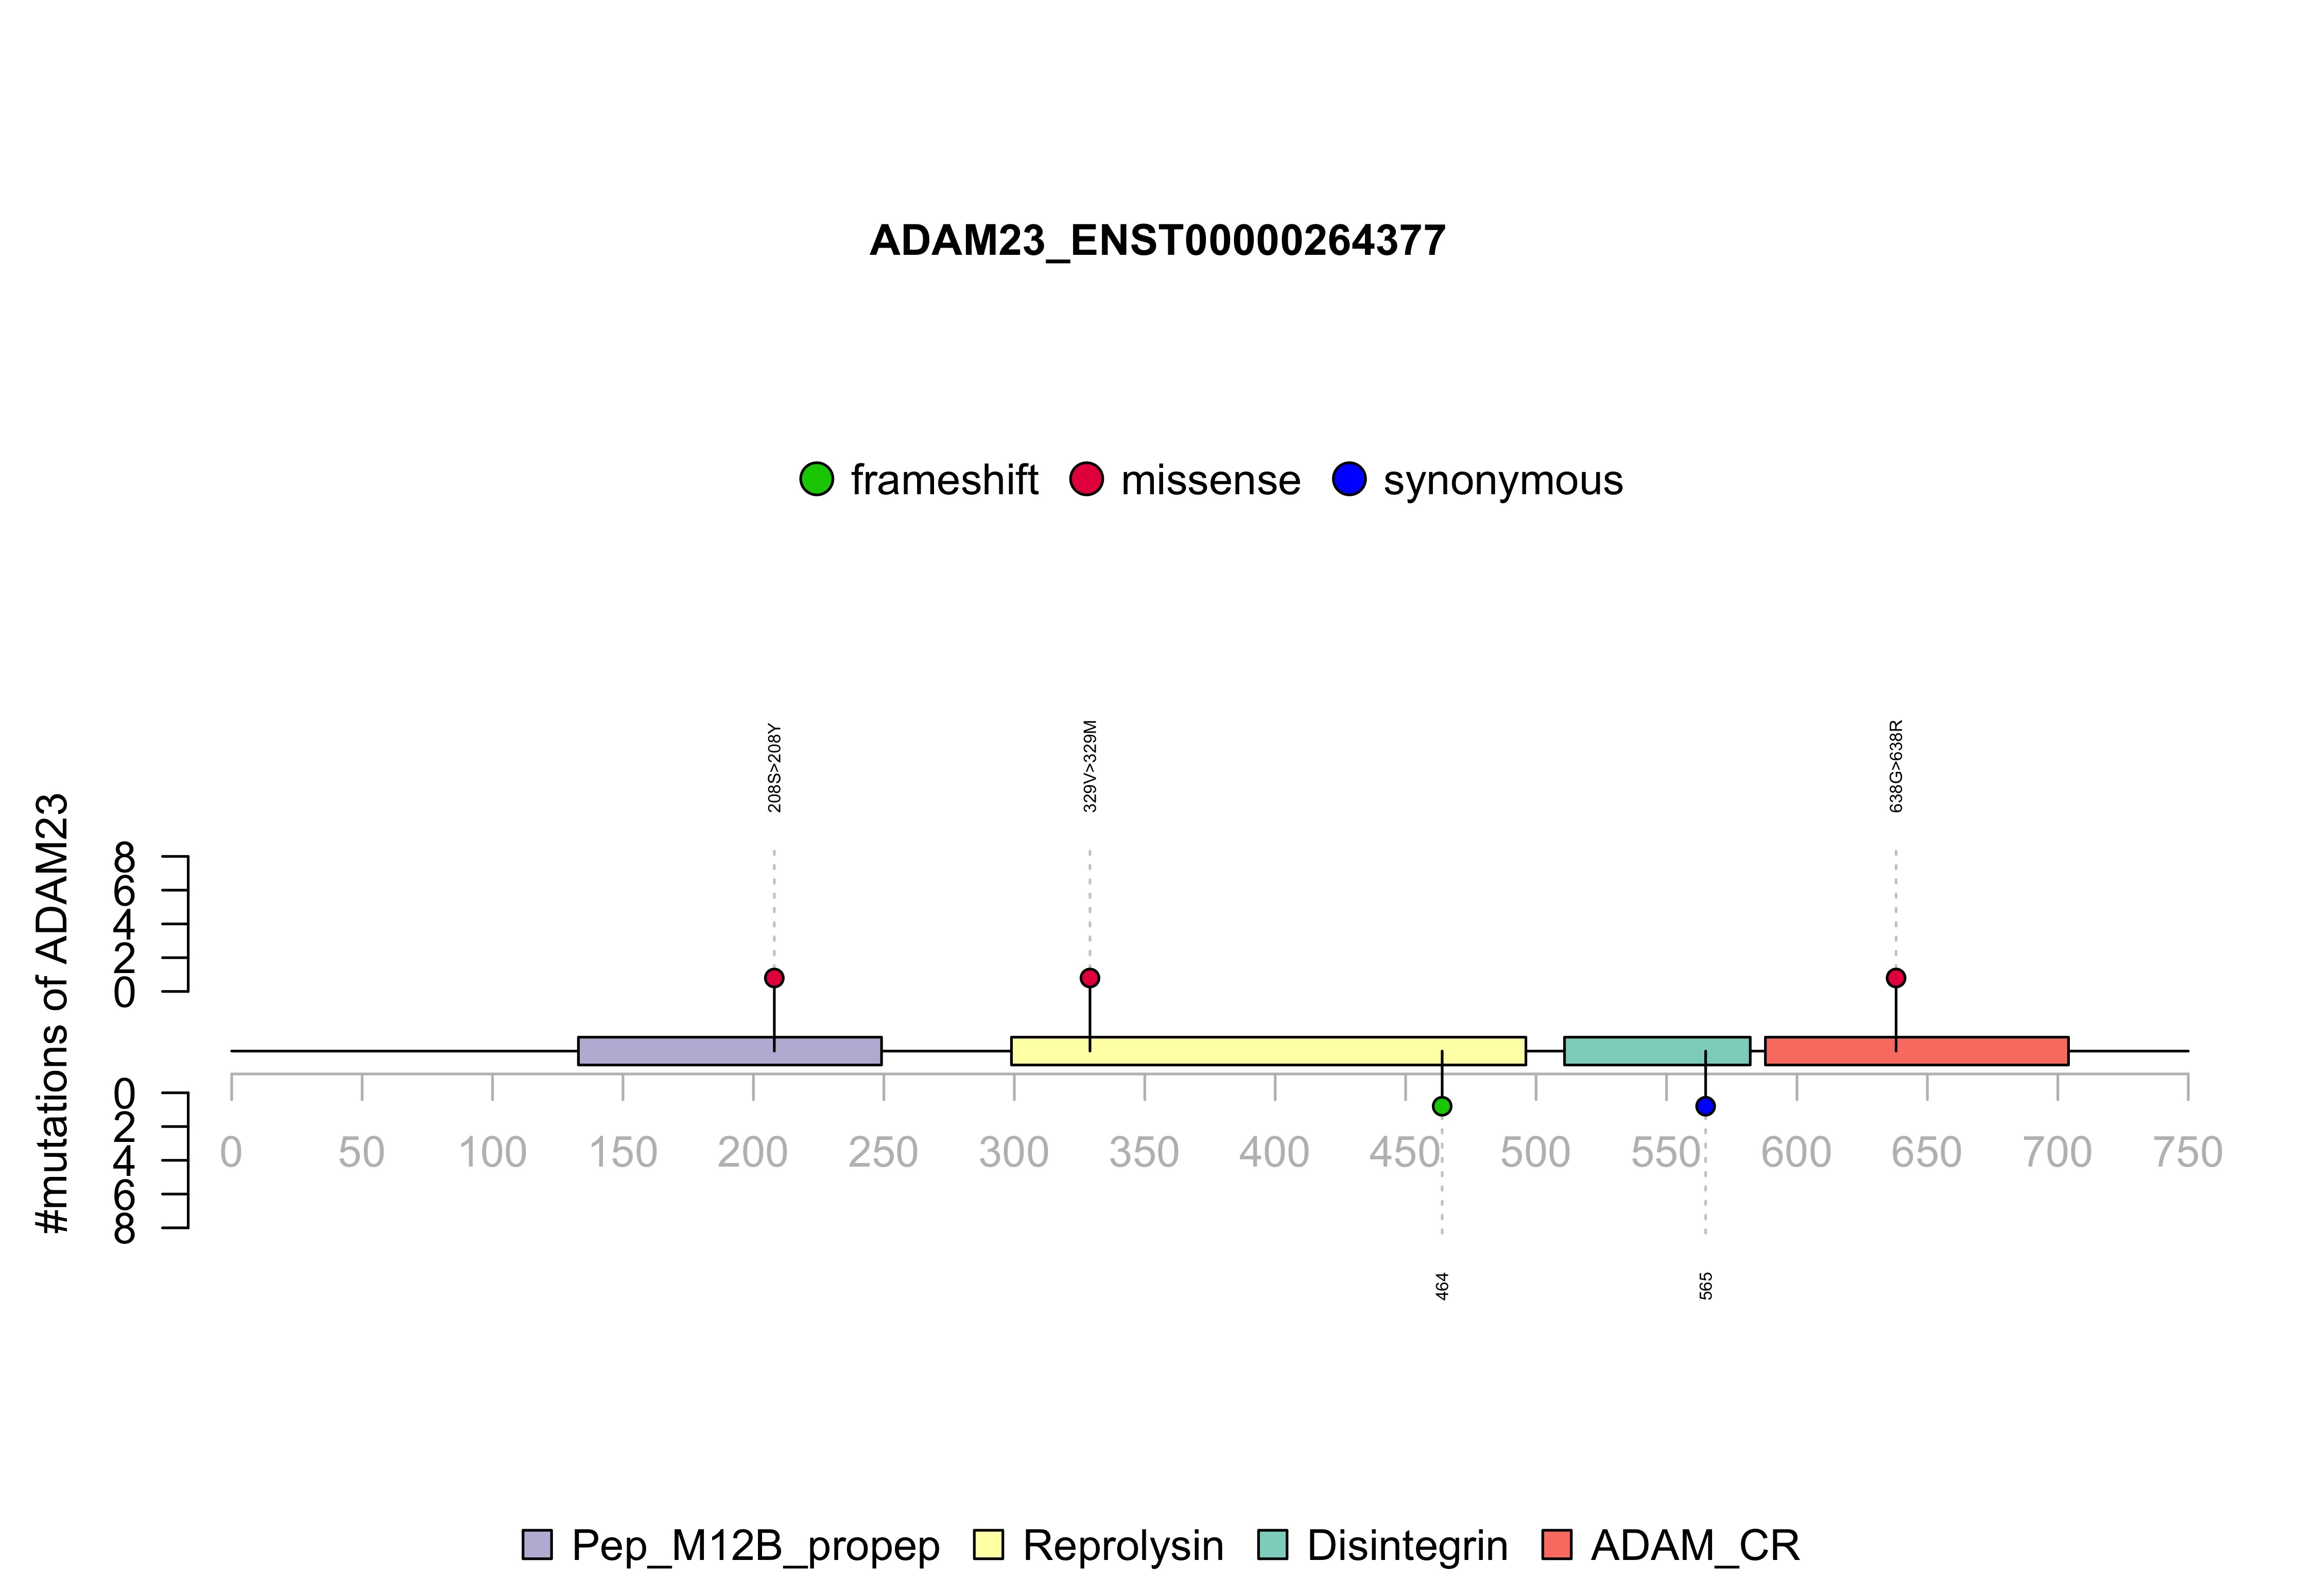 ADAM23_ENST00000264377
frameshift missense synonymous
208S>208Y 329V>329M 638G>638R
#mutations of ADAM23
8
6
4
2
0
0
2
4
6
8
0 50 100 150 200 250 300 350 400 450 500 550 600 650 700 750
464 565
Pep_M12B_propep Reprolysin Disintegrin ADAM_CR